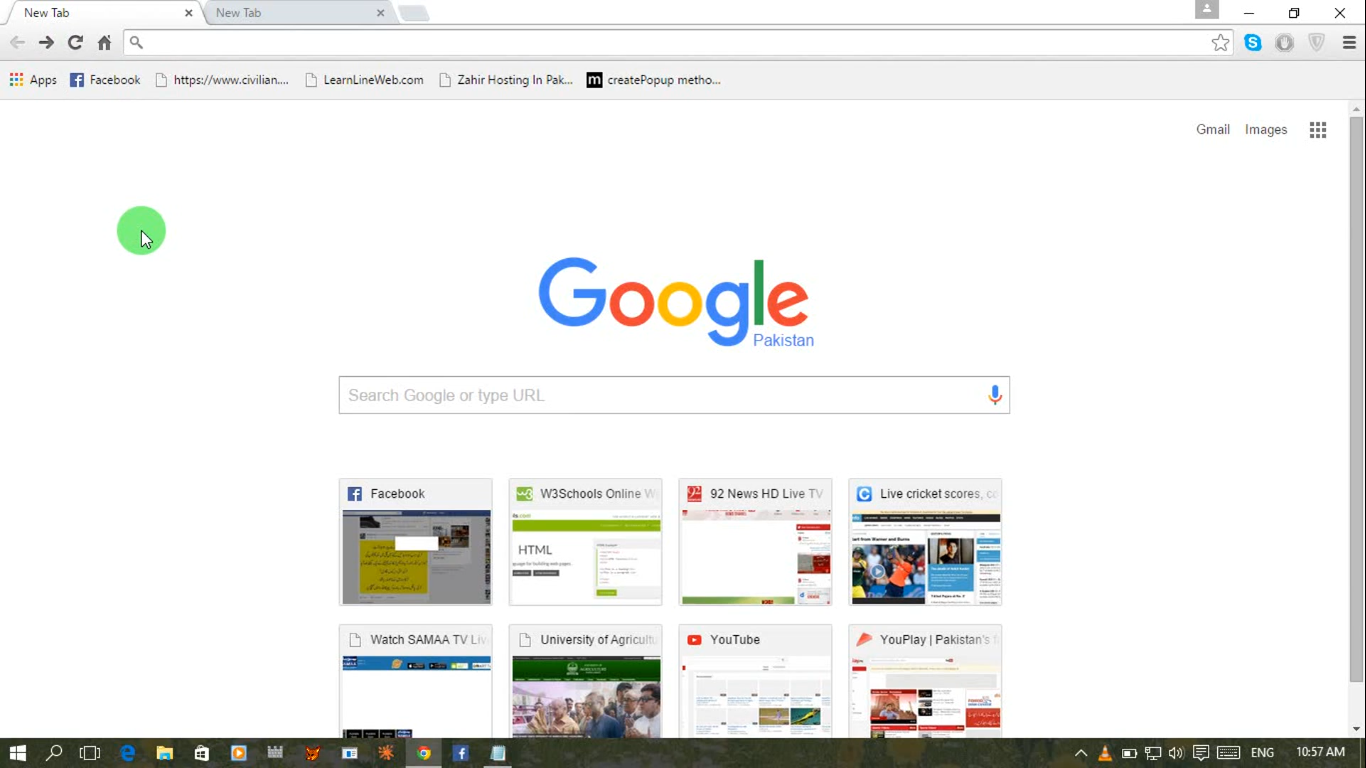 New Tab
New Tab
Apps
Facebook
https://www.civilian....
LearnLineWeb.com
Zahir Hosting In Pak...
m createPopup metho...
Gmail
Images
Google
Pakistan
Search Google or type URL
Facebook
W3Schools Online W
92 News HD Live TV
Live cricket scores, co
HTML
Watch SAMAA TV Liv
University of Agricultu
YouTube
YouPlay | Pakistan's f
ENG
10:57 AM